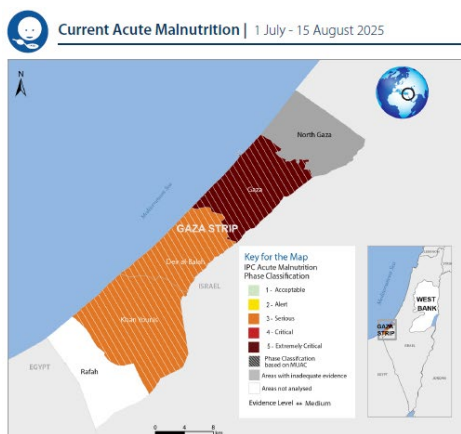 Current Acute Malnutrition | 1 July - 15 August 2025
N
North Gaza
Gaza
Mediterranean Sea
GAZA STRIP
Deir al-Balah
ISRAEL
Khan Younis
EGYPT
Rafah
Key for the Map
IPC Acute Malnutrition
Phase Classification
1 - Acceptable
2 - Alert
3 - Serious
4 - Critical
5 - Extremely Critical
Phase Classification
based on MUAC
Areas with inadequate evidence
Areas not analysed
Evidence Level ** Medium
WEST
BANK
GAZA
STRIP
ISRAEL
EGYPT
JORDAN
0 4 8
km